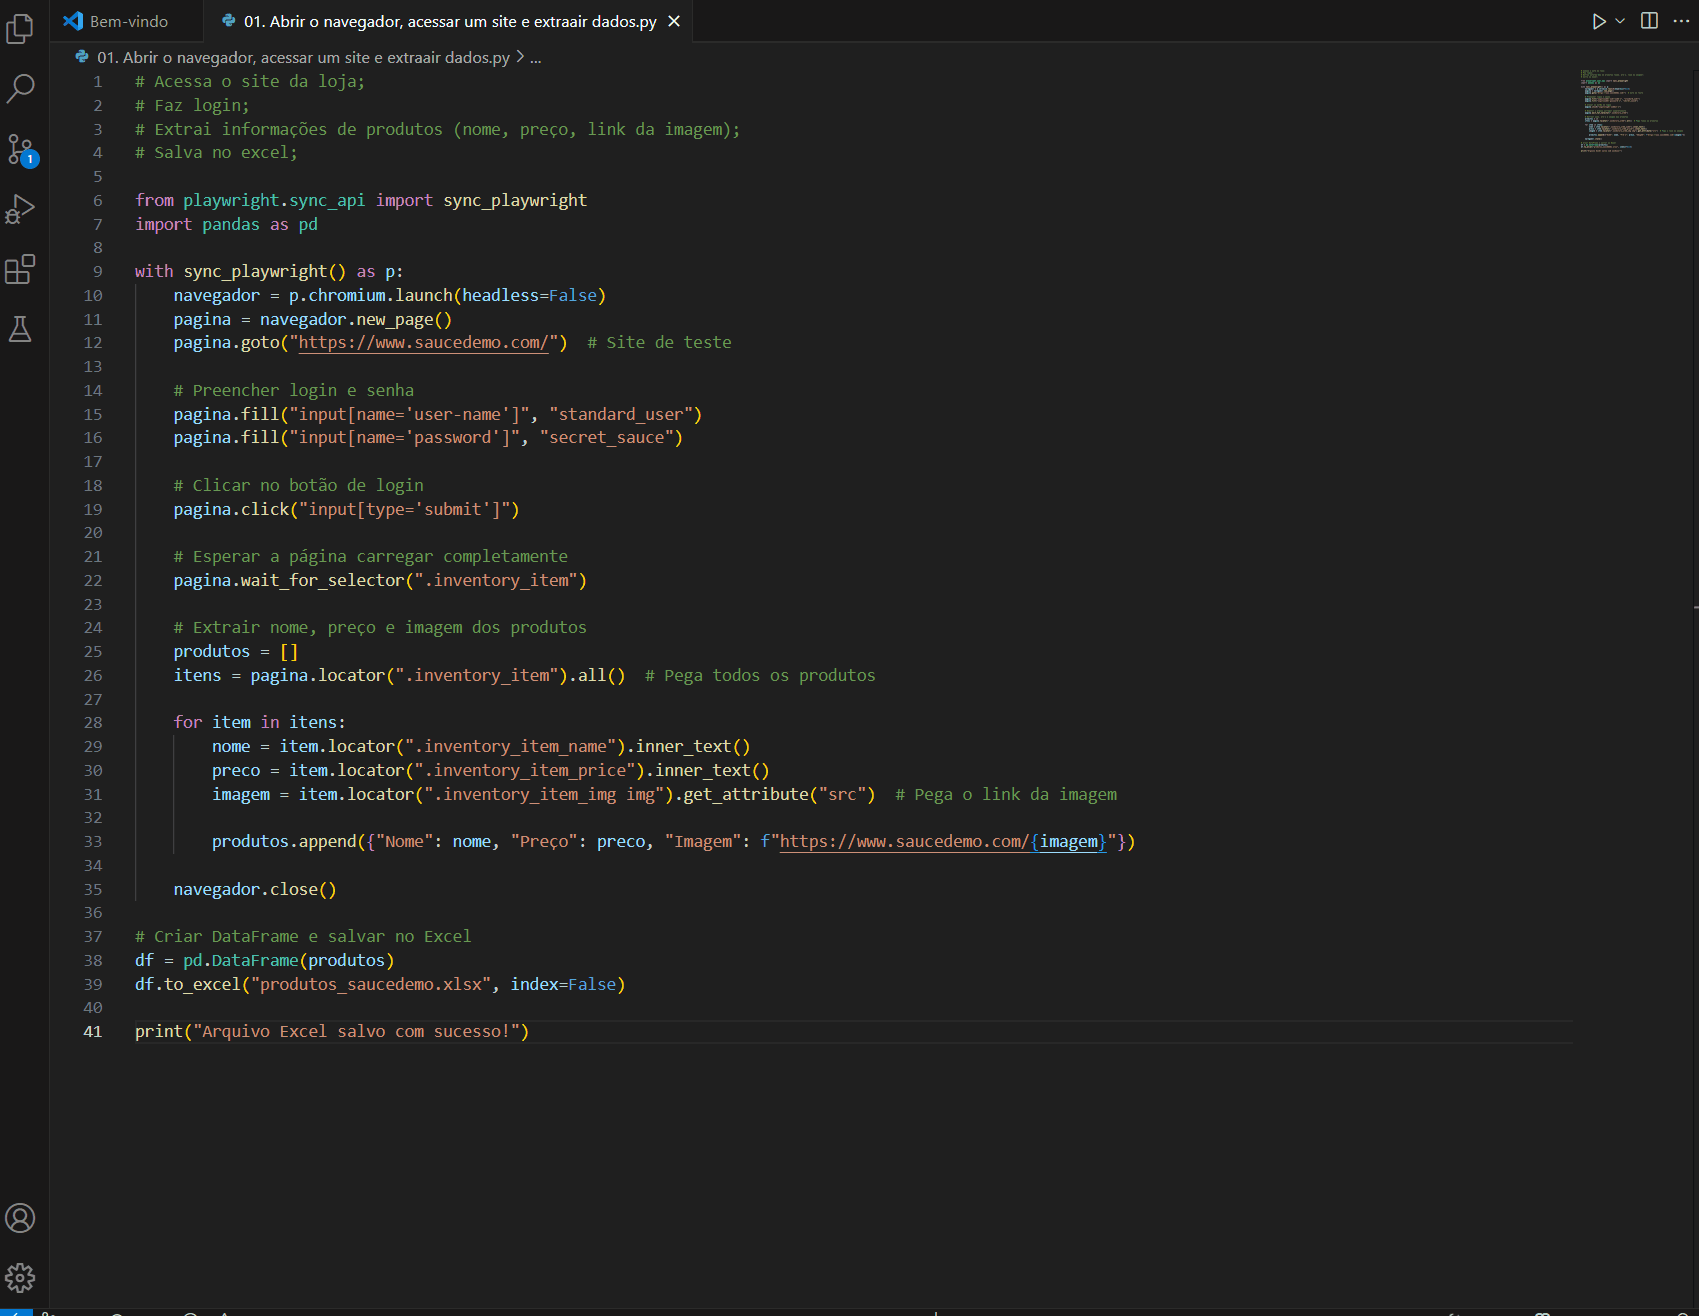 Bem-vindo
01. Abrir o navegador, acessar um site e extraair dados.py
01. Abrir o navegador, acessar um site e extraair dados.py > ...
1
1 # Acessa o site da loja;
2 # Faz login;
3 # Extrai informações de produtos (nome, preço, link da imagem);
4 # Salva no excel;
5
6 from playwright.sync_api import sync_playwright
7 import pandas as pd
8
9 with sync_playwright() as p:
10     navegador = p.chromium.launch(headless=False)
11     pagina = navegador.new_page()
12     pagina.goto("https://www.saucedemo.com/")  # Site de teste
13
14     # Preencher login e senha
15     pagina.fill("input[name='user-name']", "standard_user")
16     pagina.fill("input[name='password']", "secret_sauce")
17
18     # Clicar no botão de login
19     pagina.click("input[type='submit']")
20
21     # Esperar a página carregar completamente
22     pagina.wait_for_selector(".inventory_item")
23
24     # Extrair nome, preço e imagem dos produtos
25     produtos = []
26     itens = pagina.locator(".inventory_item").all()  # Pega todos os produtos
27
28     for item in itens:
29         nome = item.locator(".inventory_item_name").inner_text()
30         preco = item.locator(".inventory_item_price").inner_text()
31         imagem = item.locator(".inventory_item_img img").get_attribute("src")  # Pega o link da imagem
32
33         produtos.append({"Nome": nome, "Preço": preco, "Imagem": f"https://www.saucedemo.com/{imagem}"})
34
35     navegador.close()
36
37 # Criar DataFrame e salvar no Excel
38 df = pd.DataFrame(produtos)
39 df.to_excel("produtos_saucedemo.xlsx", index=False)
40
41 print("Arquivo Excel salvo com sucesso!")